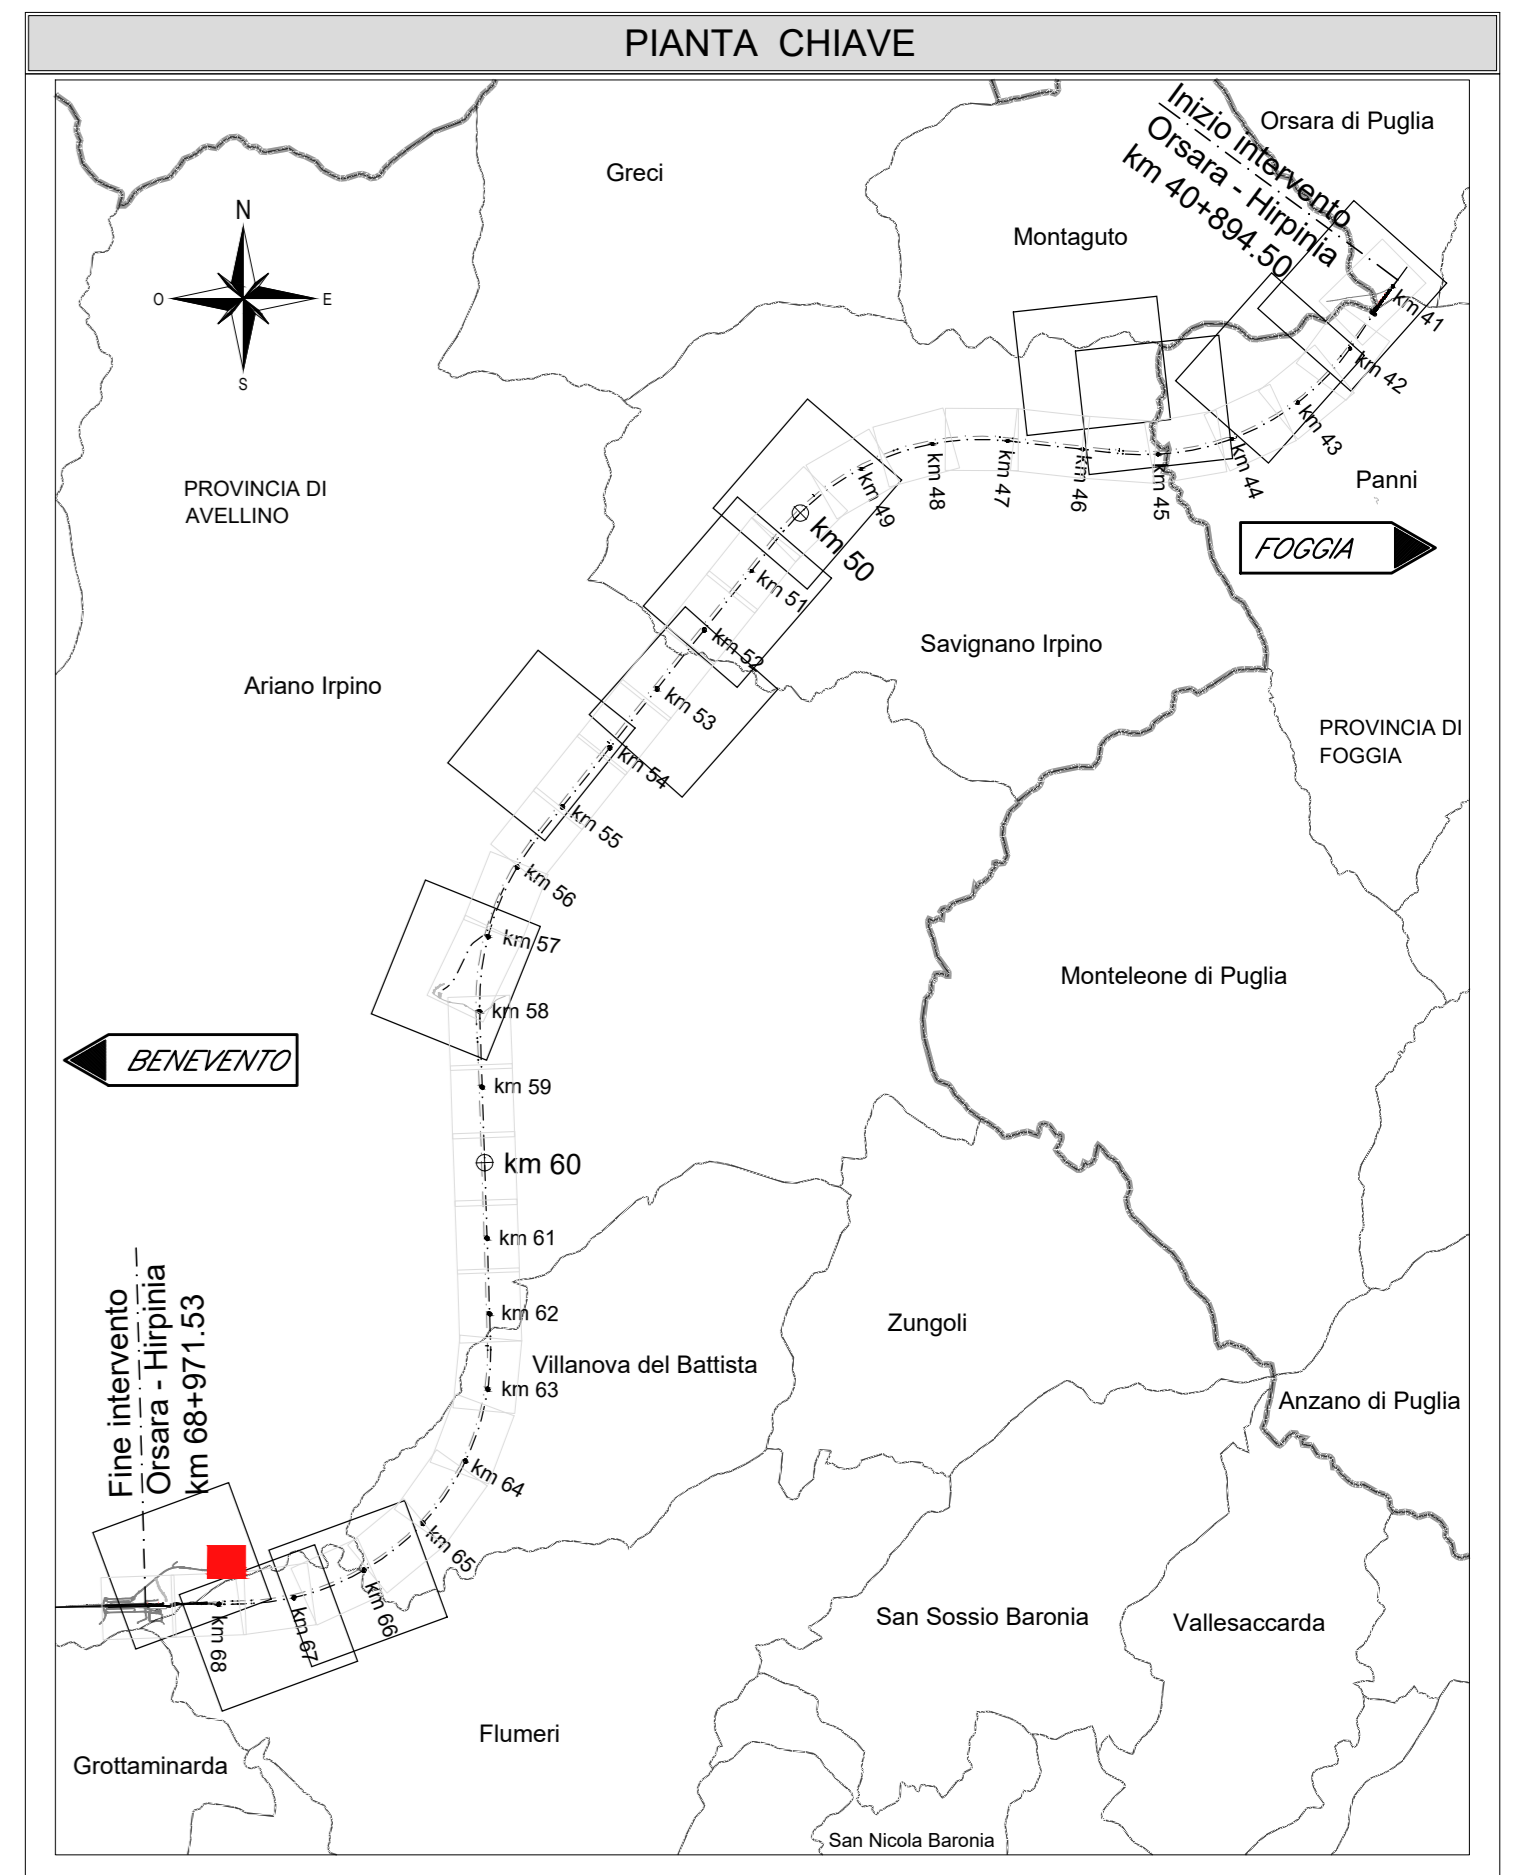 PIANTA CHIAVE
Inizio intervento
Orsara - Hirpinia
km 40+894.50
Orsara di Puglia
Greci
Montaguto
N
O
E
S
km 41
km 42
km 43
km 44
km 45
km 46
km 47
km 48
km 49
km 50
Panni
PROVINCIA DI
AVELLINO
FOGGIA
km 51
km 52
km 53
km 54
km 55
km 56
km 57
km 58
km 59
km 60
km 61
km 62
km 63
km 64
km 65
km 66
km 67
km 68
Savignano Irpino
Ariano Irpino
PROVINCIA DI
FOGGIA
Monteleone di Puglia
BENEVENTO
Fine intervento
Orsara - Hirpinia
km 68+971.53
Zungoli
Villanova del Battista
Anzano di Puglia
San Sossio Baronia
Vallesaccarda
Flumeri
Grottaminarda
San Nicola Baronia